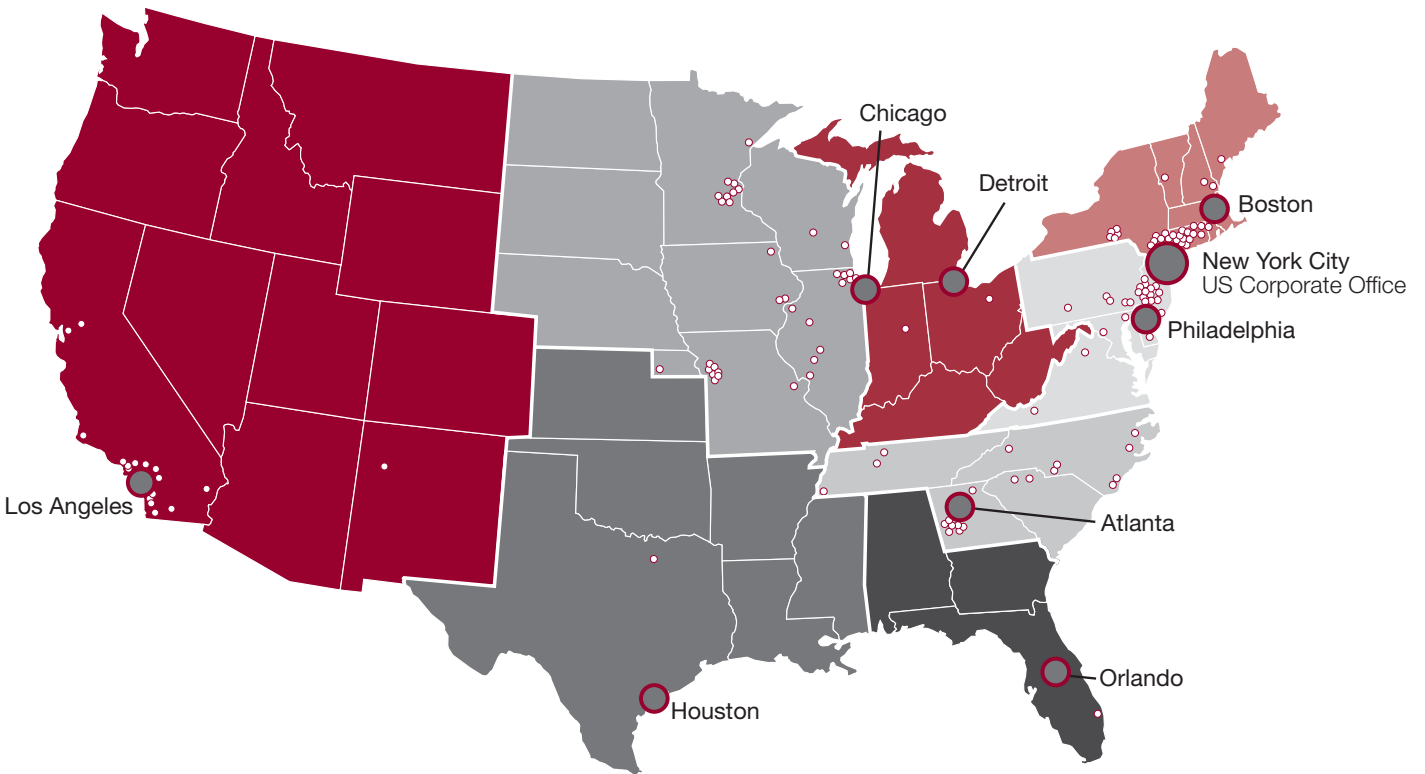 Chicago
Detroit
Boston
New York City
US Corporate Office
Philadelphia
Los Angeles
Atlanta
Orlando
Houston